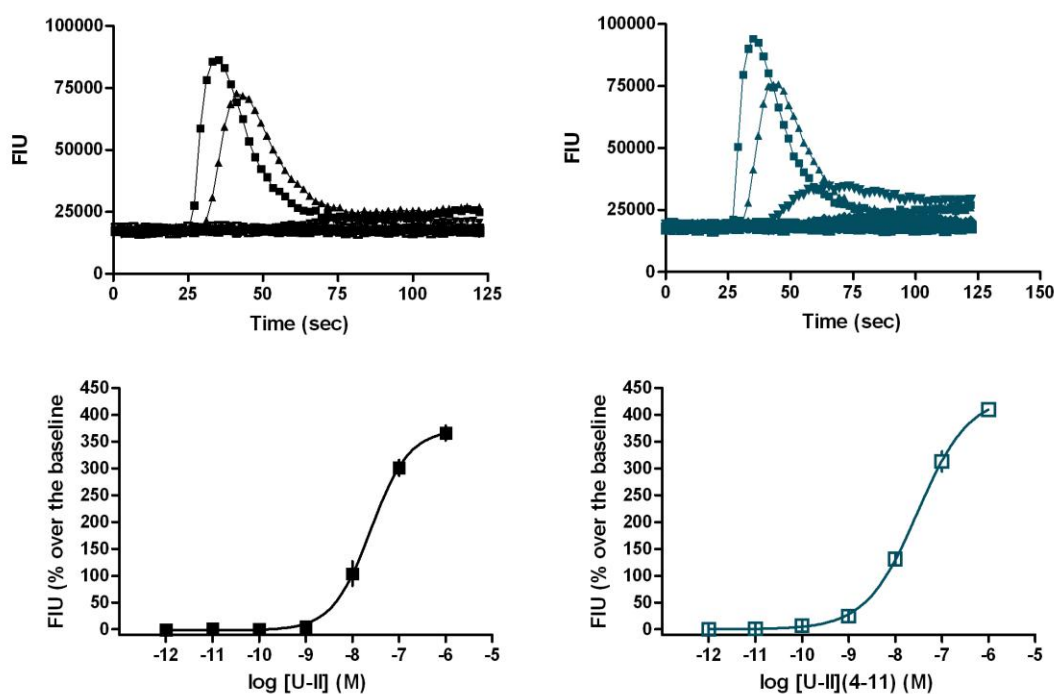 100000
75000
50000
25000
0
FIU
0 25 50 75 100 125
Time (sec)
100000
75000
50000
25000
0
FIU
0 25 50 75 100 125 150
Time (sec)
450
400
350
300
250
200
150
100
50
0
FIU (% over the baseline
-12 -11 -10 -9 -8 -7 -6 -5
log [U-II] (M)
450
400
350
300
250
200
150
100
50
0
FIU (% over the baseline
-12 -11 -10 -9 -8 -7 -6 -5
log [U-II](4-11) (M)